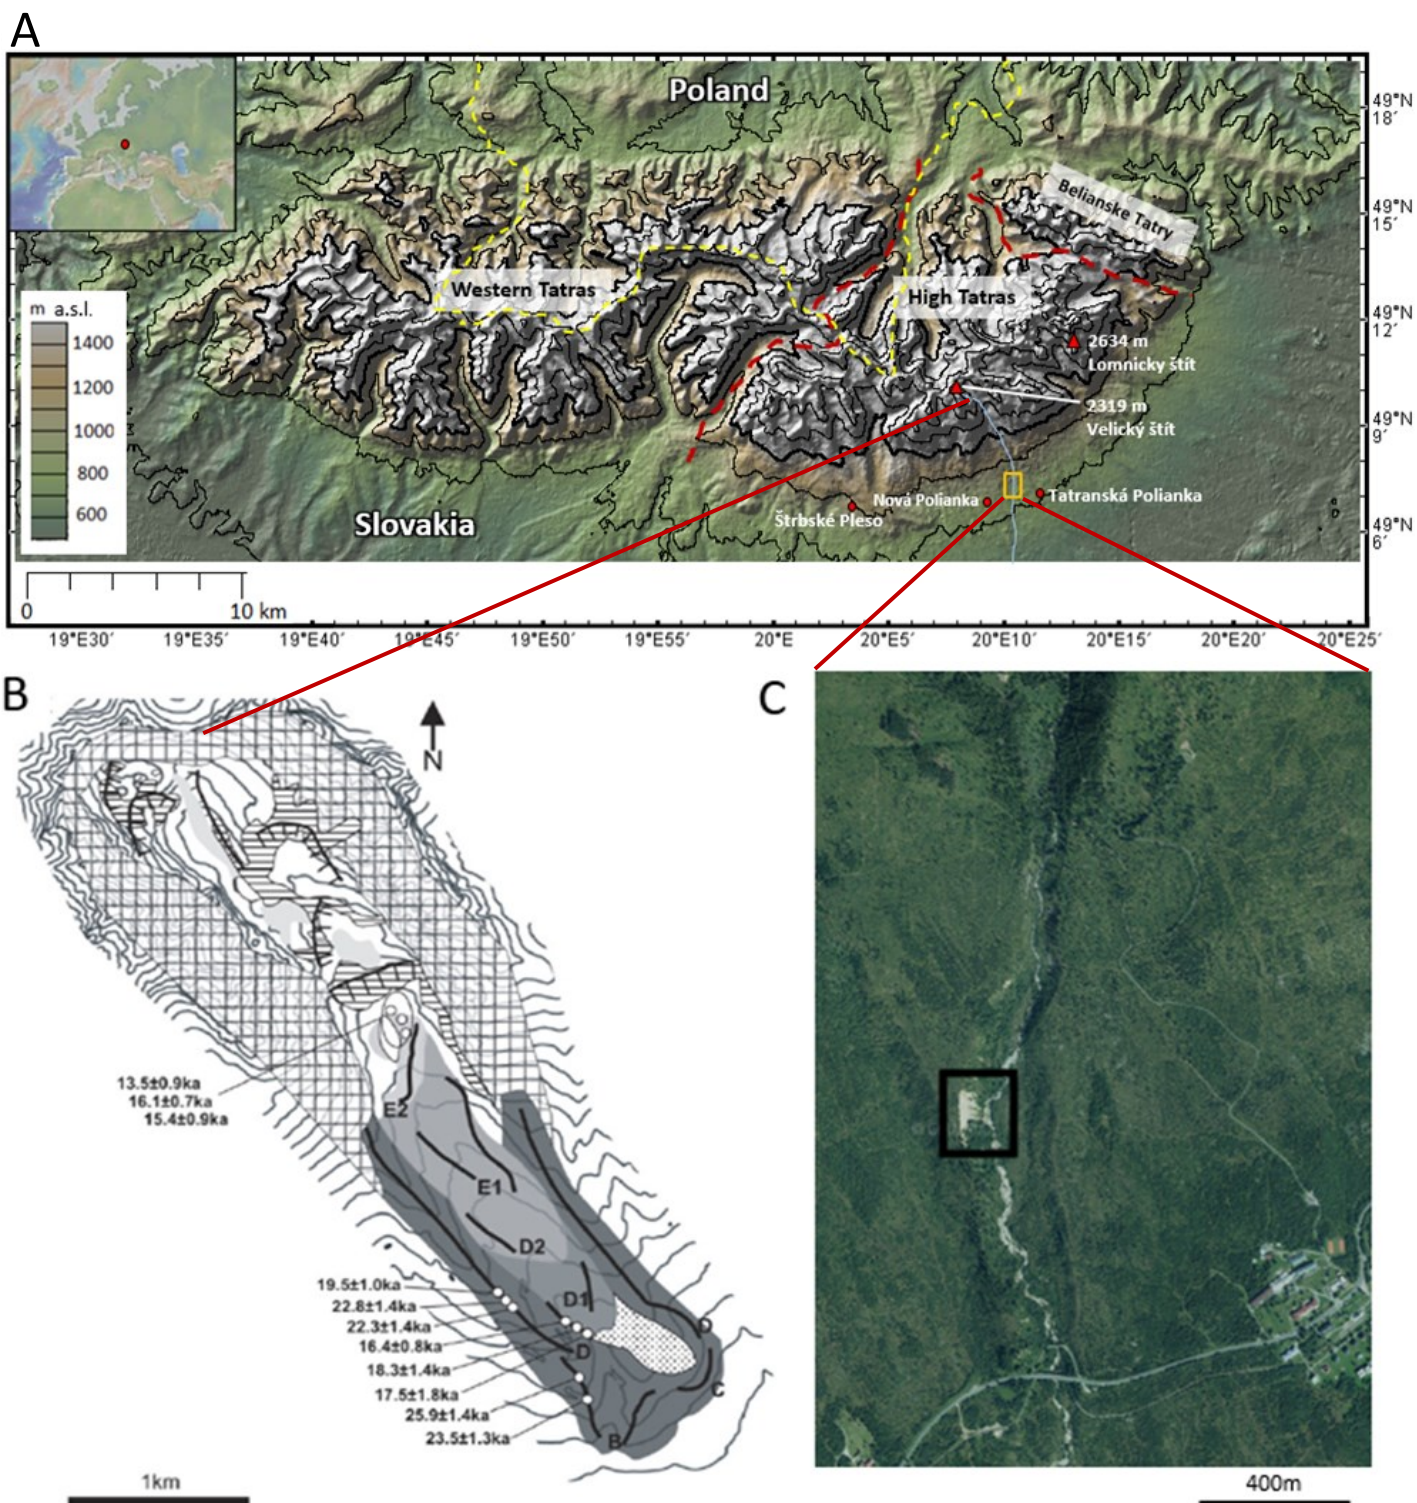 A
Poland
49°N
18´
Belianske Tatry
49°N
15´
Western Tatras
High Tatras
m a.s.l.
1400
1200
1000
800
600
49°N
12´
2634 m
Lomnicky štít
2319 m
Velický štít
49°N
9´
Nová Polianka
Tatranská Polianka
Štrbské Pleso
Slovakia
49°N
6´
0
10 km
19°E30´
19°E35´
19°E40´
19°E45´
19°E50´
19°E55´
20°E
20°E5´
20°E10´
20°E15´
20°E20´
20°E25´
B
N
13.5±0.9ka
16.1±0.7ka
15.4±0.9ka
E2
E1
D2
D1
19.5±1.0ka
22.8±1.4ka
22.3±1.4ka
16.4±0.8ka
18.3±1.4ka
17.5±1.8ka
25.9±1.4ka
23.5±1.3ka
D
D
C
B
1km
C
400m